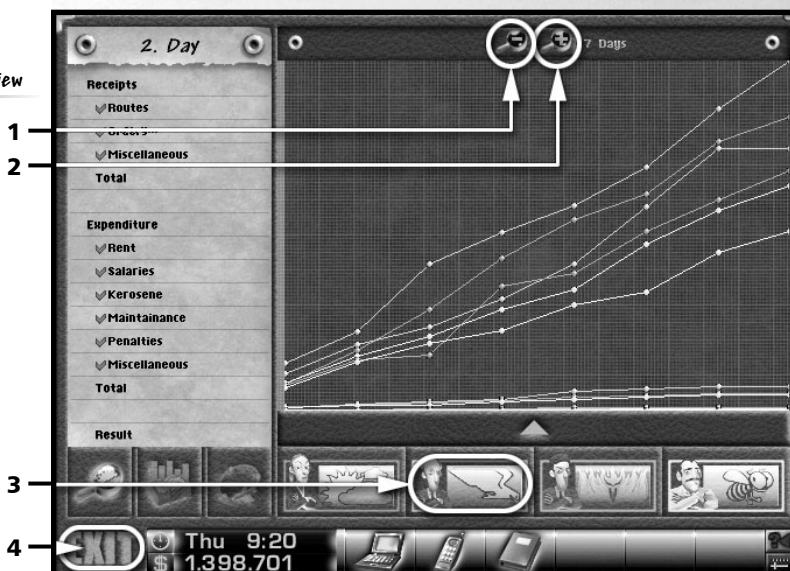 2. Day
7 Days
iew
Receipts
Routes
1
2
Miscellaneous
Total
Expenditure
Rent
Salaries
Kerosene
Maintainance
Penalties
Miscellaneous
Total
Result
3
4
EXIT
Thu 9:20
$ 1.398.701